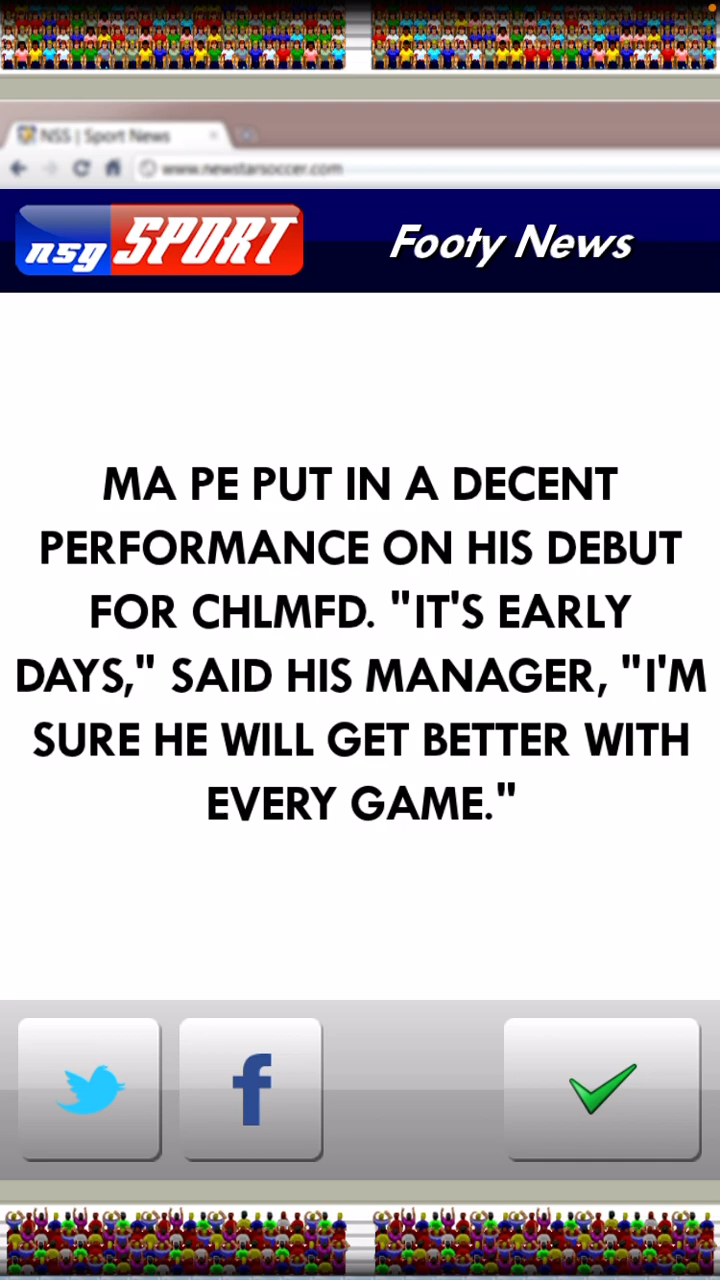 NSS | Sport News
www.newstarsoccer.com
nsg SPORT
Footy News
MA PE PUT IN A DECENT
PERFORMANCE ON HIS DEBUT
FOR CHLMFD. "IT'S EARLY
DAYS," SAID HIS MANAGER, "I'M
SURE HE WILL GET BETTER WITH
EVERY GAME."
f